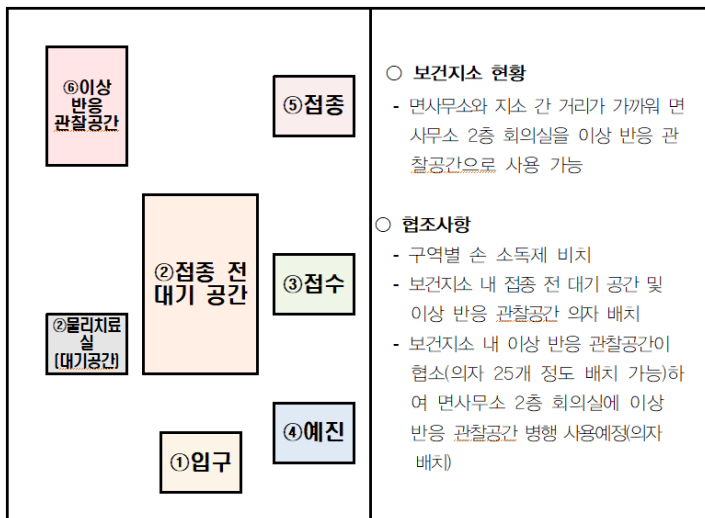 ⑥이상
반응
관찰공간
⑤접종
②접종 전
대기 공간
③접수
②물리치료
실
(대기공간)
④예진
①입구
○ 보건지소 현황
- 면사무소와 지소 간 거리가 가까워 면
사무소 2층 회의실을 이상 반응 관
찰공간으로 사용 가능
○ 협조사항
- 구역별 손 소독제 비치
- 보건지소 내 접종 전 대기 공간 및
이상 반응 관찰공간 의자 배치
- 보건지소 내 이상 반응 관찰공간이
협소(의자 25개 정도 배치 가능)하
여 면사무소 2층 회의실에 이상
반응 관찰공간 병행 사용예정(의자
배치)